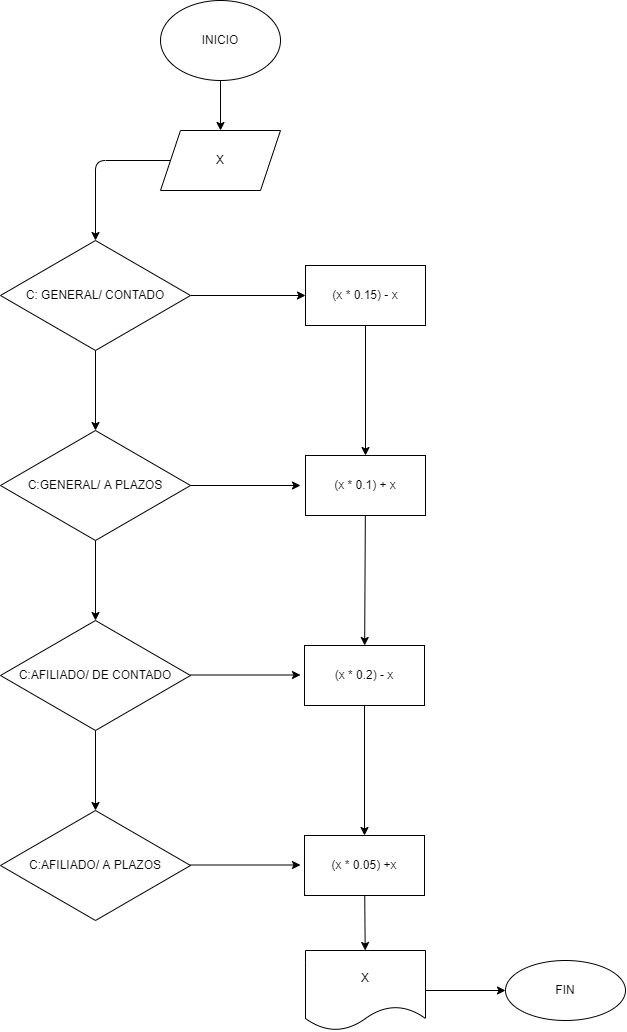 INICIO
X
C: GENERAL/ CONTADO
(x * 0.15) - x
C:GENERAL/ A PLAZOS
(x * 0.1) + x
C:AFILIADO/ DE CONTADO
(x * 0.2) - x
C:AFILIADO/ A PLAZOS
(x * 0.05) +x
X
FIN